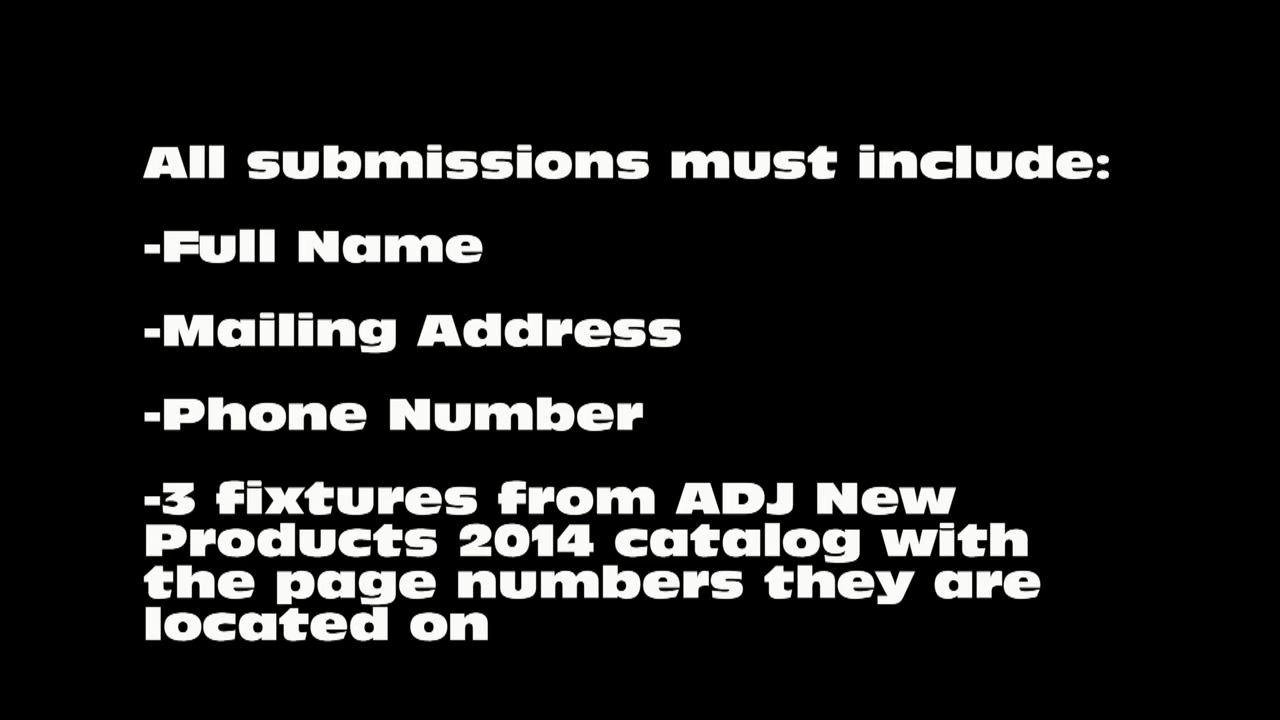 All submissions must include:
-Full Name
-Mailing Address
-Phone Number
-3 fixtures from ADJ New
Products 2014 catalog with
the page numbers they are
located on